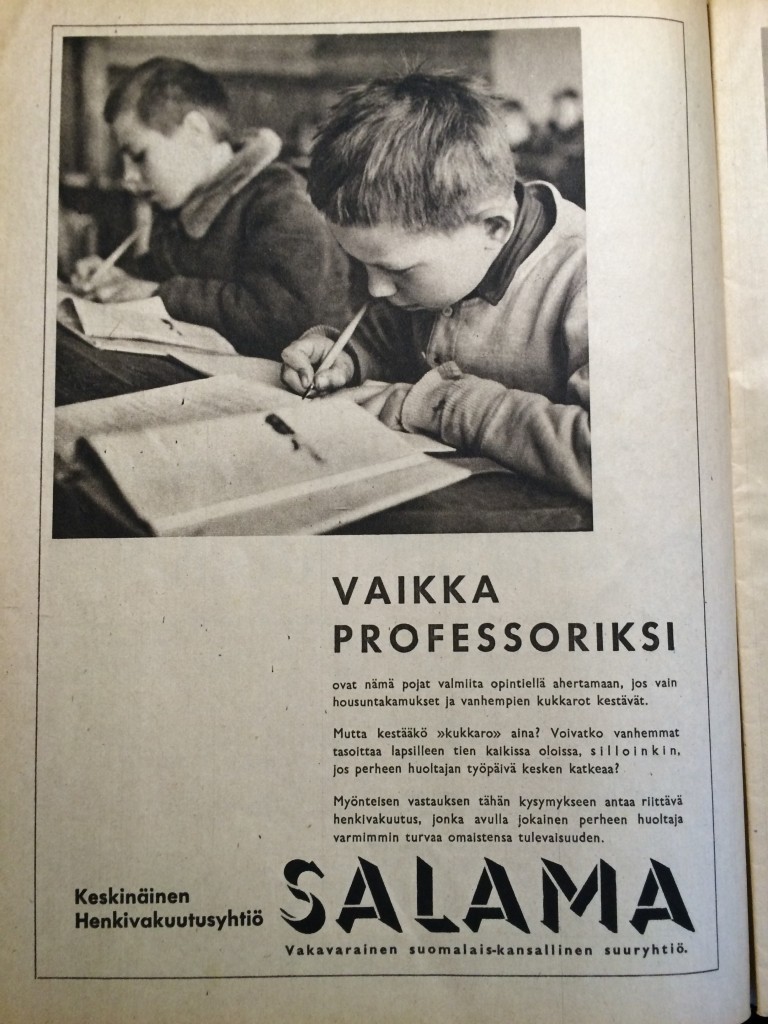 VAIKKA
PROFESSORIKSI
ovat nämä pojat valmiita opintiellä ahertamaan, jos vain
housuntakamukset ja vanhempien kukkarot kestävät.
Mutta kestääkö »kukkaro» aina? Voivatko vanhemmat
tasoittaa lapsilleen tien kaikissa oloissa, silloinkin,
jos perheen huoltajan työpäivä kesken katkeaa?
Myönteisen vastauksen tähän kysymykseen antaa riittävä
henkivakuutus, jonka avulla jokainen perheen huoltaja
varmimmin turvaa omaistensa tulevaisuuden.
Keskinäinen
Henkivakuutusyhtiö
SALAMA
Vakavarainen suomalais-kansallinen suuryhtiö.